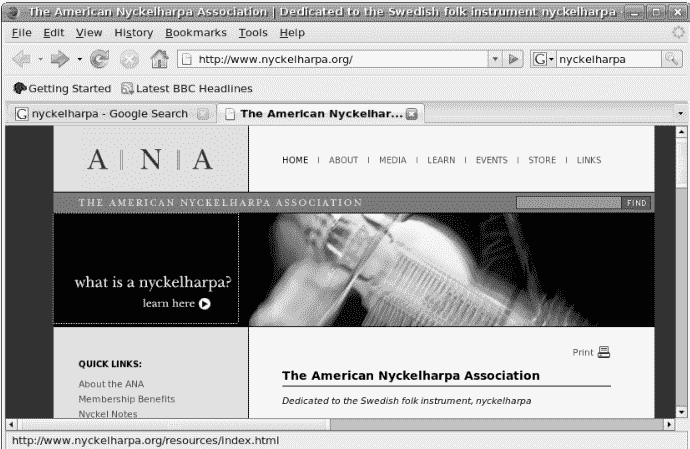 The American Nyckelharpa Association | Dedicated to the Swedish folk instrument nyckelharpa
File Edit View History Bookmarks Tools Help
http://www.nyckelharpa.org/ G nyckelharpa
Getting Started Latest BBC Headlines
G nyckelharpa - Google Search The American Nyckelhar...
A | N | A
HOME | ABOUT | MEDIA | LEARN | EVENTS | STORE | LINKS
THE AMERICAN NYCKELHARPA ASSOCIATION FIND
what is a nyckelharpa?
learn here
Print
QUICK LINKS:
About the ANA
Membership Benefits
Nyckel Notes
The American Nyckelharpa Association
Dedicated to the Swedish folk instrument, nyckelharpa
http://www.nyckelharpa.org/resources/index.html